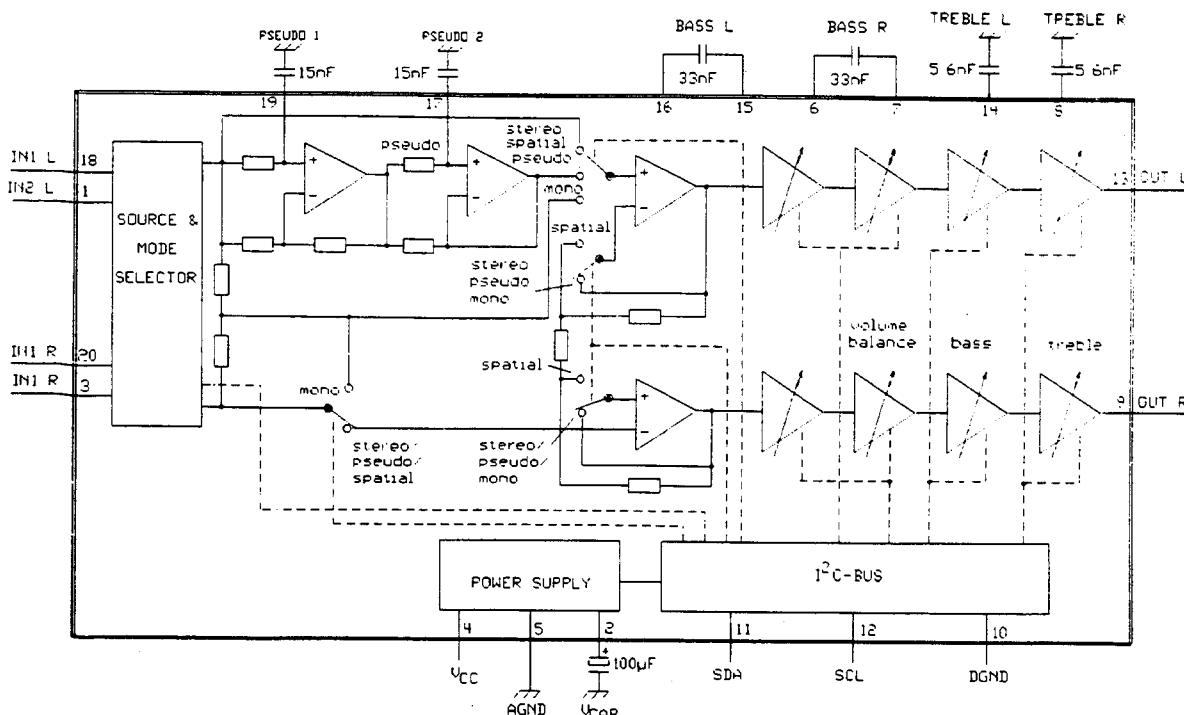 PSEUDO 1
PSEUDO 2
BASS L
BASS R
TREBLE L
TREBLE R
15nF
15nF
33nF
33nF
5.6nF
5.6nF
19
17
16
15
6
7
14
8
IN1 L
18
IN2 L
1
SOURCE &
MODE
SELECTOR
pseudo
stereo
spatial
pseudo
mono
spatial
stereo
pseudo
mono
13
OUT L
IN1 R
20
IN1 R
3
mono
stereo/
pseudo/
spatial
spatial
stereo/
pseudo/
mono
volume
balance
bass
treble
9
OUT R
POWER SUPPLY
I²C-BUS
4
5
2
11
12
10
VCC
AGND
+
100µF
VCAP
SDA
SCL
DGND